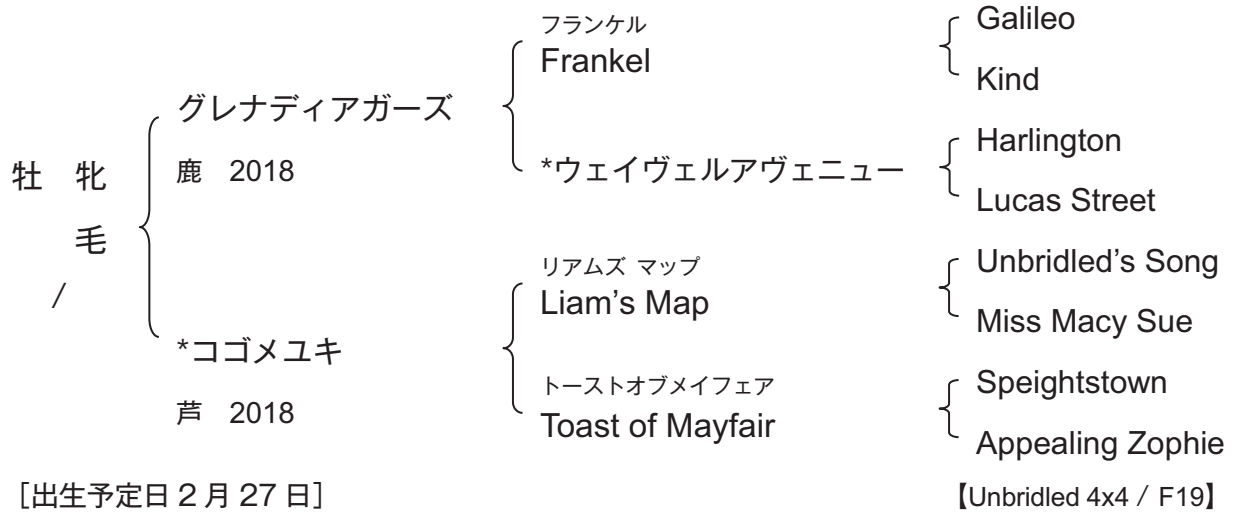 牡 牝
毛
/
グレナディアガーズ
鹿 2018
*コゴメユキ
芦 2018
フランケル
Frankel
*ウェイヴェルアヴェニュー
リアムズ マップ
Liam's Map
トーストオブメイフェア
Toast of Mayfair
Galileo
Kind
Harlington
Lucas Street
Unbridled's Song
Miss Macy Sue
Speightstown
Appealing Zophie
[出生予定日 2 月 27 日]
【Unbridled 4x4 / F19】